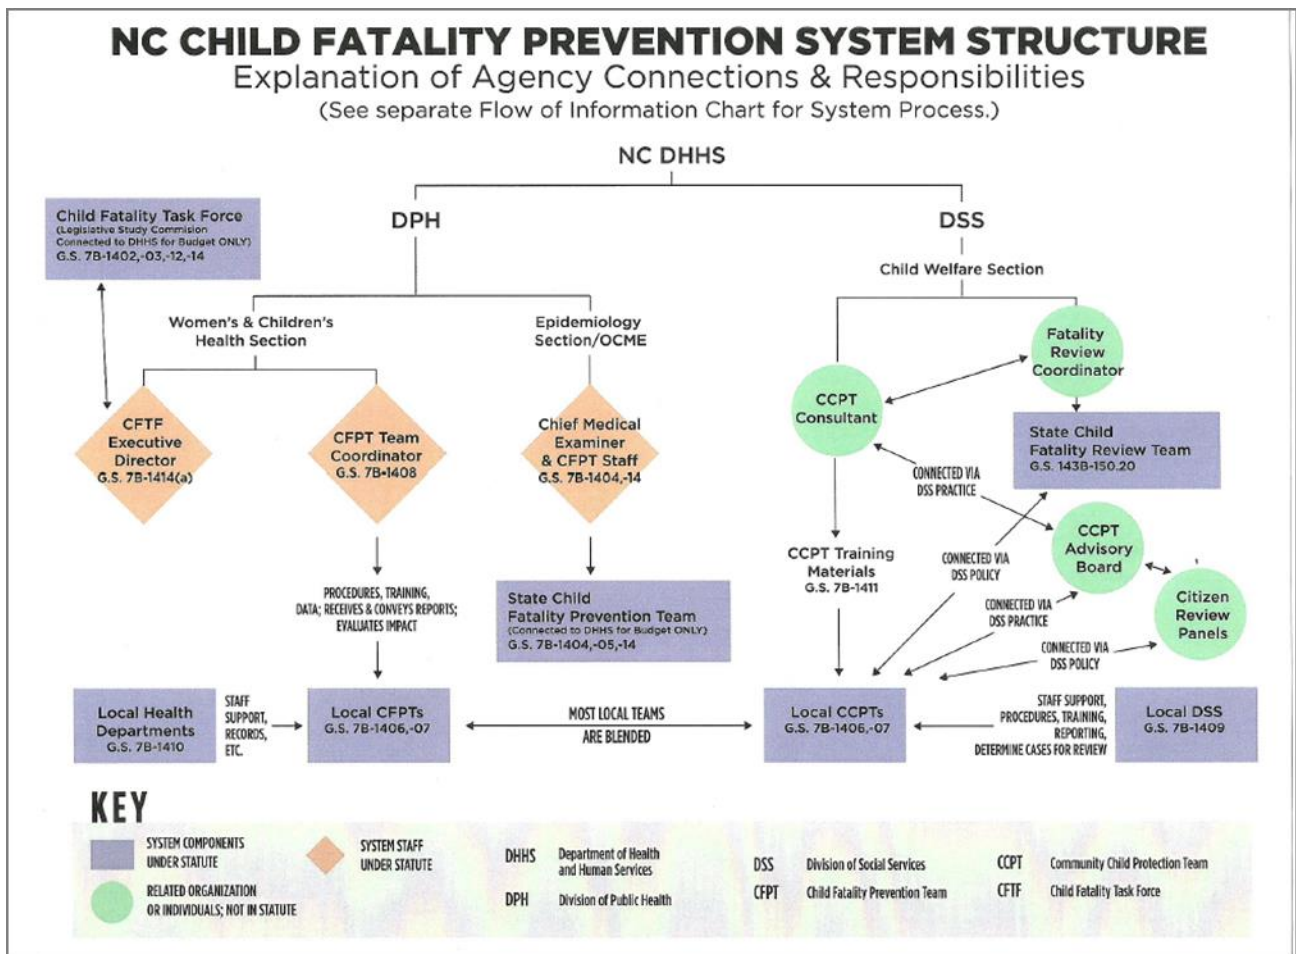 NC CHILD FATALITY PREVENTION SYSTEM STRUCTURE
Explanation of Agency Connections & Responsibilities
(See separate Flow of Information Chart for System Process.)
NC DHHS
DPH
DSS
Child Fatality Task Force
(Legislative Study Commision
Connected to DHHS for Budget ONLY)
G.S. 7B-1402,-03,-12,-14
Child Welfare Section
Women's & Children's
Health Section
Epidemiology
Section/OCME
Fatality
Review
Coordinator
CCPT
Consultant
CFTF
Executive
Director
G.S. 7B-1414(a)
CFPT Team
Coordinator
G.S. 7B-1408
Chief Medical
Examiner
& CFPT Staff
G.S. 7B-1404,-14
State Child
Fatality Review Team
G.S. 143B-150.20
CONNECTED VIA
DSS PRACTICE
CCPT
Advisory
Board
CCPT Training
Materials
G.S. 7B-1411
CONNECTED VIA
DSS POLICY
PROCEDURES, TRAINING,
DATA; RECEIVES & CONVEYS REPORTS;
EVALUATES IMPACT
State Child
Fatality Prevention Team
(Connected to DHHS for Budget ONLY)
G.S. 7B-1404,-05,-14
CONNECTED VIA
DSS PRACTICE
Citizen
Review
Panels
CONNECTED VIA
DSS POLICY
Local Health
Departments
G.S. 7B-1410
STAFF
SUPPORT,
RECORDS,
ETC.
Local CFPTs
G.S. 7B-1406,-07
MOST LOCAL TEAMS
ARE BLENDED
Local CCPTs
G.S. 7B-1406,-07
STAFF SUPPORT,
PROCEDURES, TRAINING,
REPORTING,
DETERMINE CASES FOR REVIEW
Local DSS
G.S. 7B-1409
KEY
SYSTEM COMPONENTS
UNDER STATUTE
SYSTEM STAFF
UNDER STATUTE
RELATED ORGANIZATION
OR INDIVIDUALS; NOT IN STATUTE
DHHS Department of Health
and Human Services
DPH Division of Public Health
DSS Division of Social Services
CFPT Child Fatality Prevention Team
CCPT Community Child Protection Team
CFTF Child Fatality Task Force